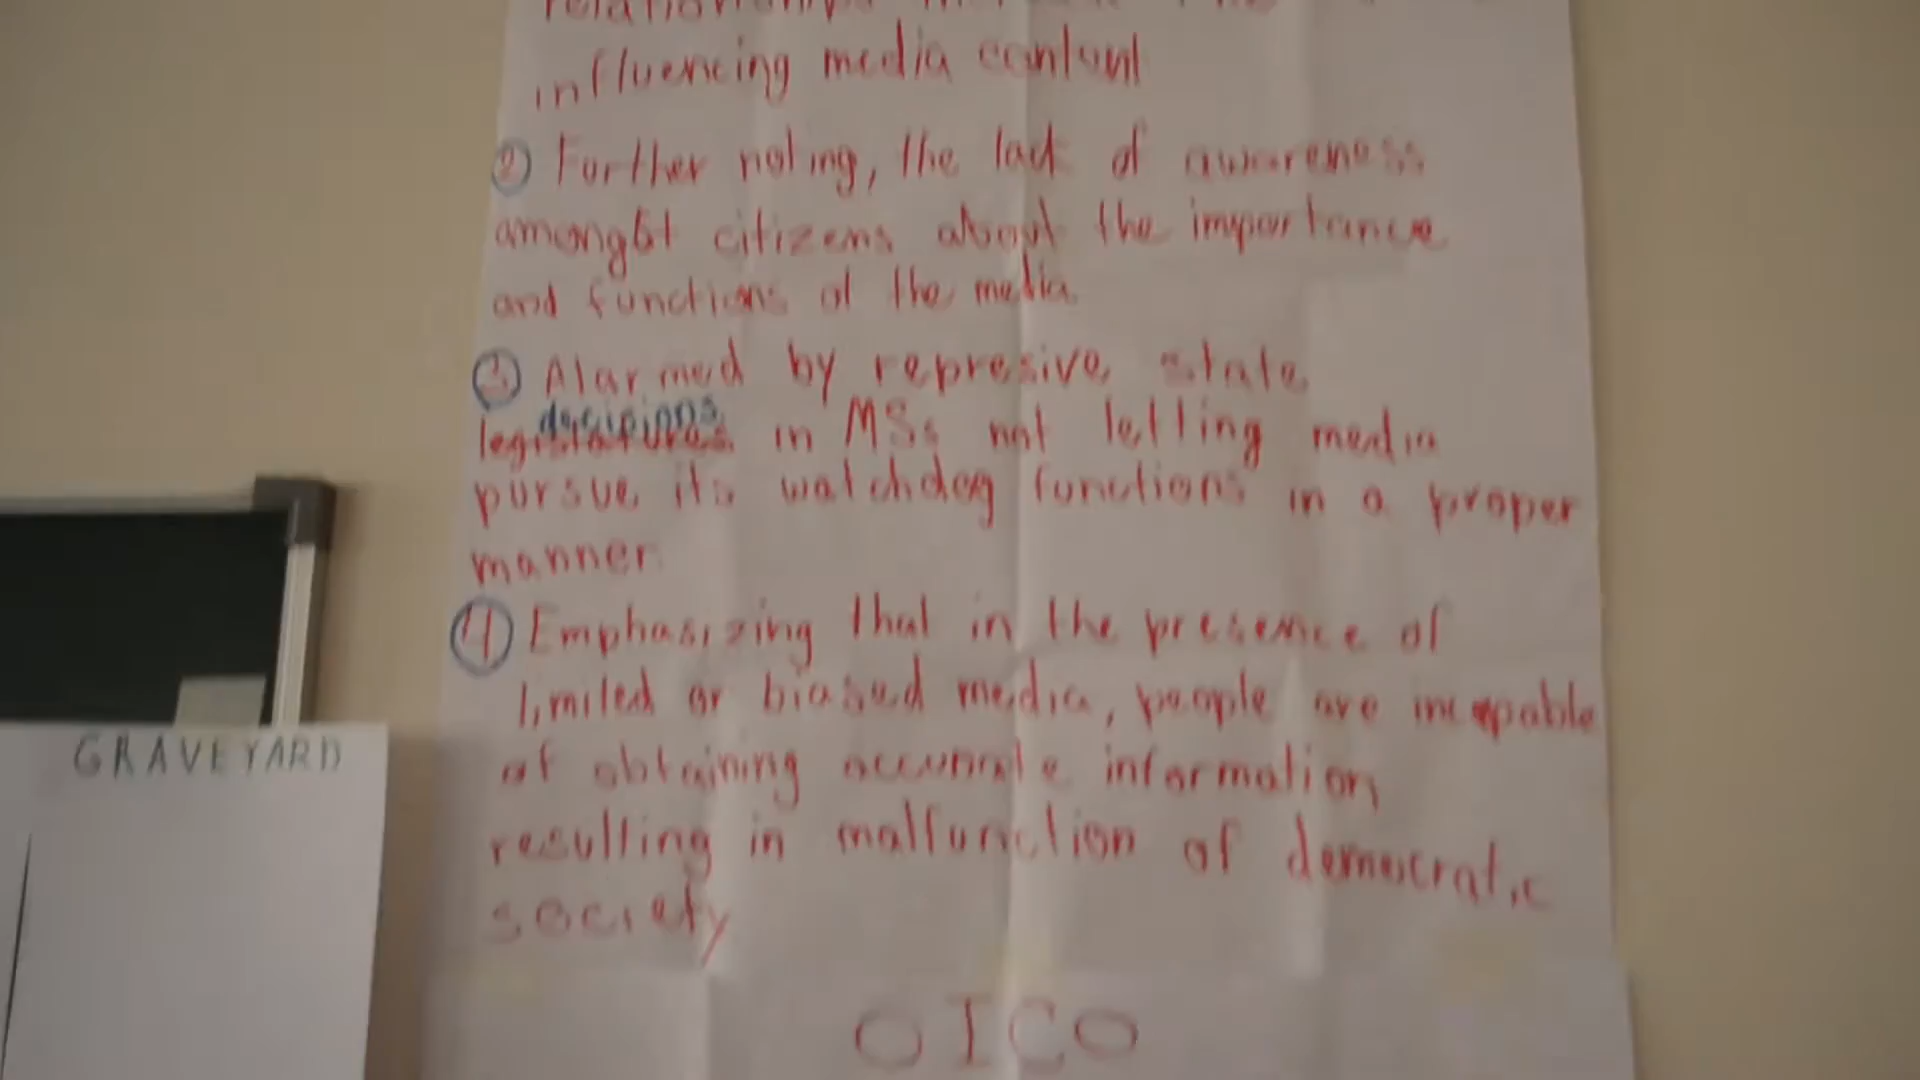 relationships
influencing media content
② Further noting, the lack of awareness
amongst citizens about the importance
and functions of the media
③ Alarmed by represive state
decisions
legislatures in MSs not letting media
pursue its watchdog functions in a proper
manner.
④ Emphasizing that in the presence of
limited or biased media, people are incapable
of obtaining accurate information
resulting in malfunction of democratic
society
OICO
GRAVEYARD